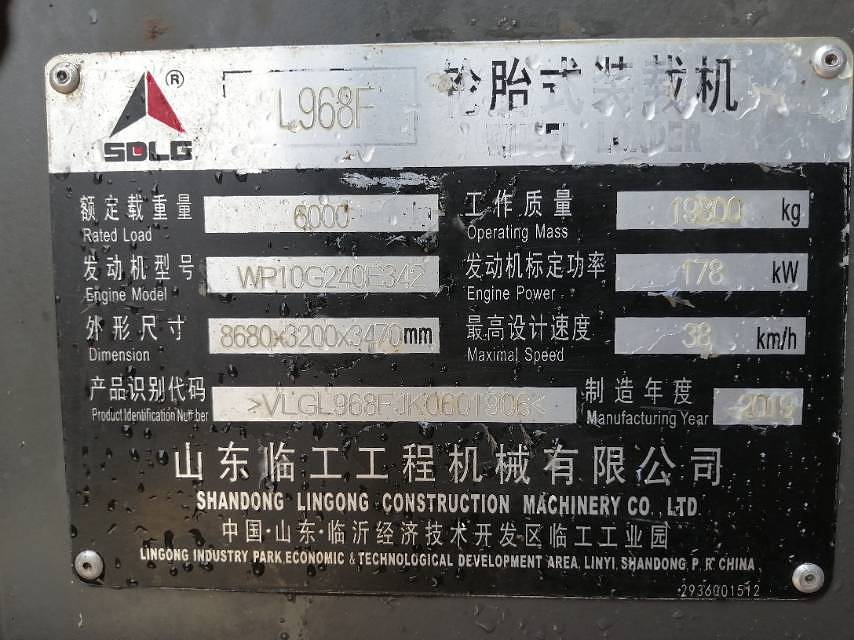 SDLG ® L968F 轮胎式装载机
LOADER
额定载重量 6000 工作质量 kg
Rated Load Operating Mass
发动机型号 WP10G240E342 发动机标定功率 178 kW
Engine Model Engine Power
外形尺寸 8680x3200x3470mm 最高设计速度 38 km/h
Dimension Maximal Speed
产品识别代码 >VLGL968FJK0601906< 制造年度 2019
Product Identification Number Manufacturing Year
山东临工工程机械有限公司
SHANDONG LINGONG CONSTRUCTION MACHINERY CO., LTD.
中国·山东·临沂经济技术开发区临工工业园
LINGONG INDUSTRY PARK ECONOMIC & TECHNOLOGICAL DEVELOPMENT AREA, LINYI, SHANDONG, P. R. CHINA
2936001512